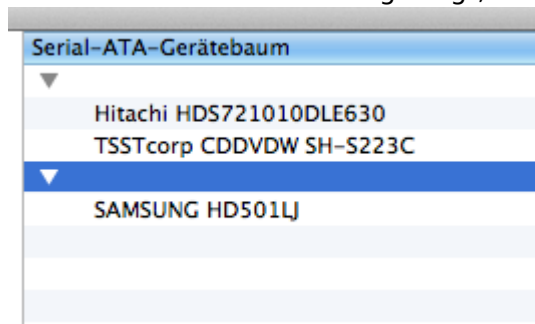 Serial-ATA-Gerätebaum
Hitachi HDS721010DLE630
TSSTcorp CDDVDW SH-S223C
SAMSUNG HD501LJ